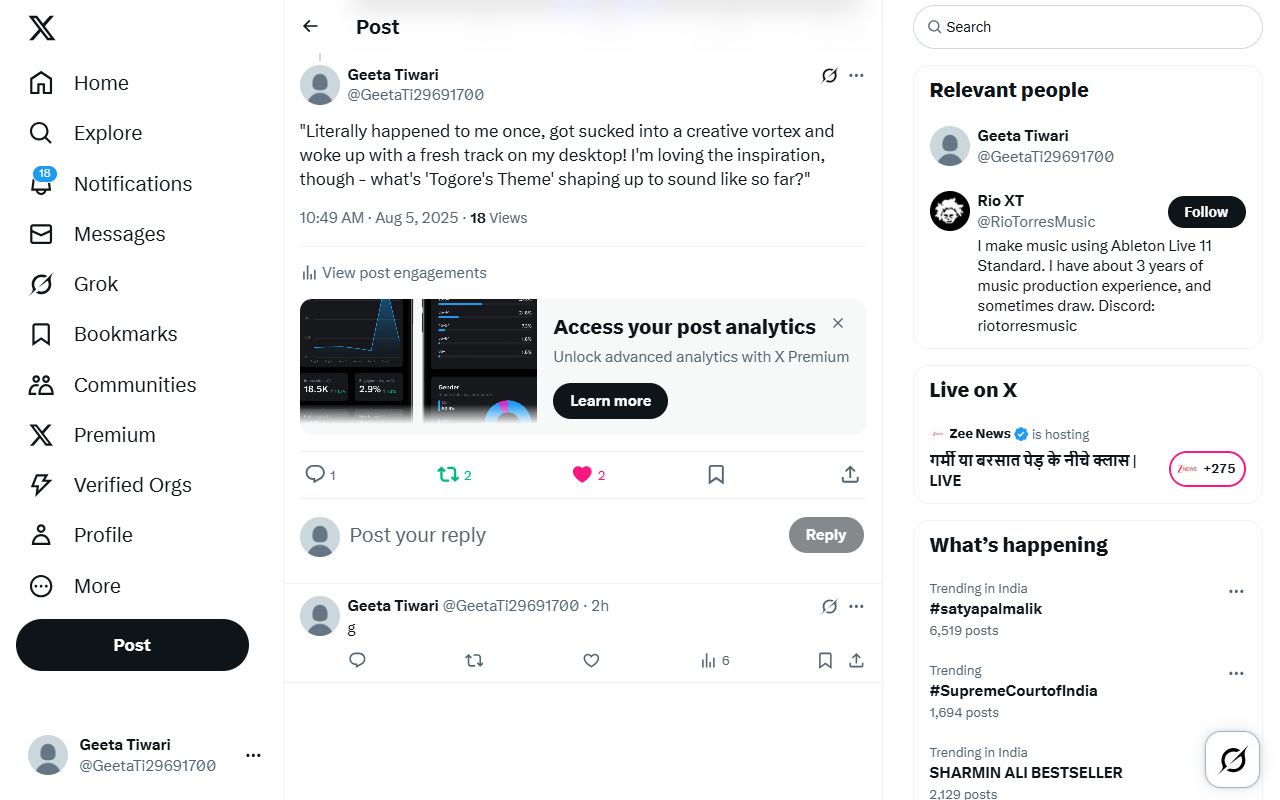 Home
Explore
18
Notifications
Messages
Grok
Bookmarks
Communities
Premium
Verified Orgs
Profile
More
Post
Geeta Tiwari
@GeetaTi29691700
Post
Geeta Tiwari
@GeetaTi29691700
"Literally happened to me once, got sucked into a creative vortex and
woke up with a fresh track on my desktop! I'm loving the inspiration,
though - what's 'Togore's Theme' shaping up to sound like so far?"
10:49 AM · Aug 5, 2025 · 18 Views
View post engagements
18.5K
2.9%
Gender
Access your post analytics
Unlock advanced analytics with X Premium
Learn more
1
2
2
Post your reply
Reply
Geeta Tiwari @GeetaTi29691700 · 2h
g
6
Search
Relevant people
Geeta Tiwari
@GeetaTi29691700
Rio XT
@RioTorresMusic
Follow
I make music using Ableton Live 11
Standard. I have about 3 years of
music production experience, and
sometimes draw. Discord:
riotorresmusic
Live on X
Zee News is hosting
गर्मी या बरसात पेड़ के नीचे क्लास |
LIVE
+275
What's happening
Trending in India
#satyapalmalik
6,519 posts
Trending
#SupremeCourtofIndia
1,694 posts
Trending in India
SHARMIN ALI BESTSELLER
2,129 posts